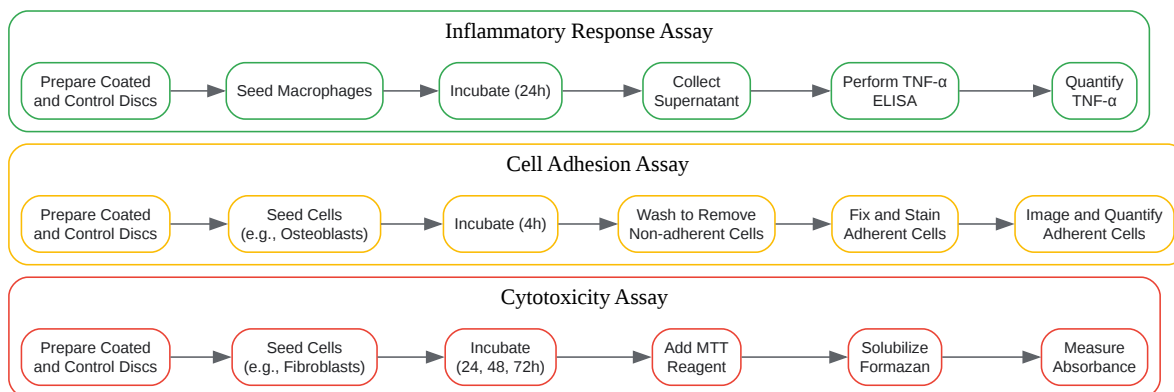 Inflammatory Response Assay
Prepare Coated
and Control Discs
Seed Macrophages
Incubate (24h)
Collect
Supernatant
Perform TNF-α
ELISA
Quantify
TNF-α
Cell Adhesion Assay
Prepare Coated
and Control Discs
Seed Cells
(e.g., Osteoblasts)
Incubate (4h)
Wash to Remove
Non-adherent Cells
Fix and Stain
Adherent Cells
Image and Quantify
Adherent Cells
Cytotoxicity Assay
Prepare Coated
and Control Discs
Seed Cells
(e.g., Fibroblasts)
Incubate
(24, 48, 72h)
Add MTT
Reagent
Solubilize
Formazan
Measure
Absorbance